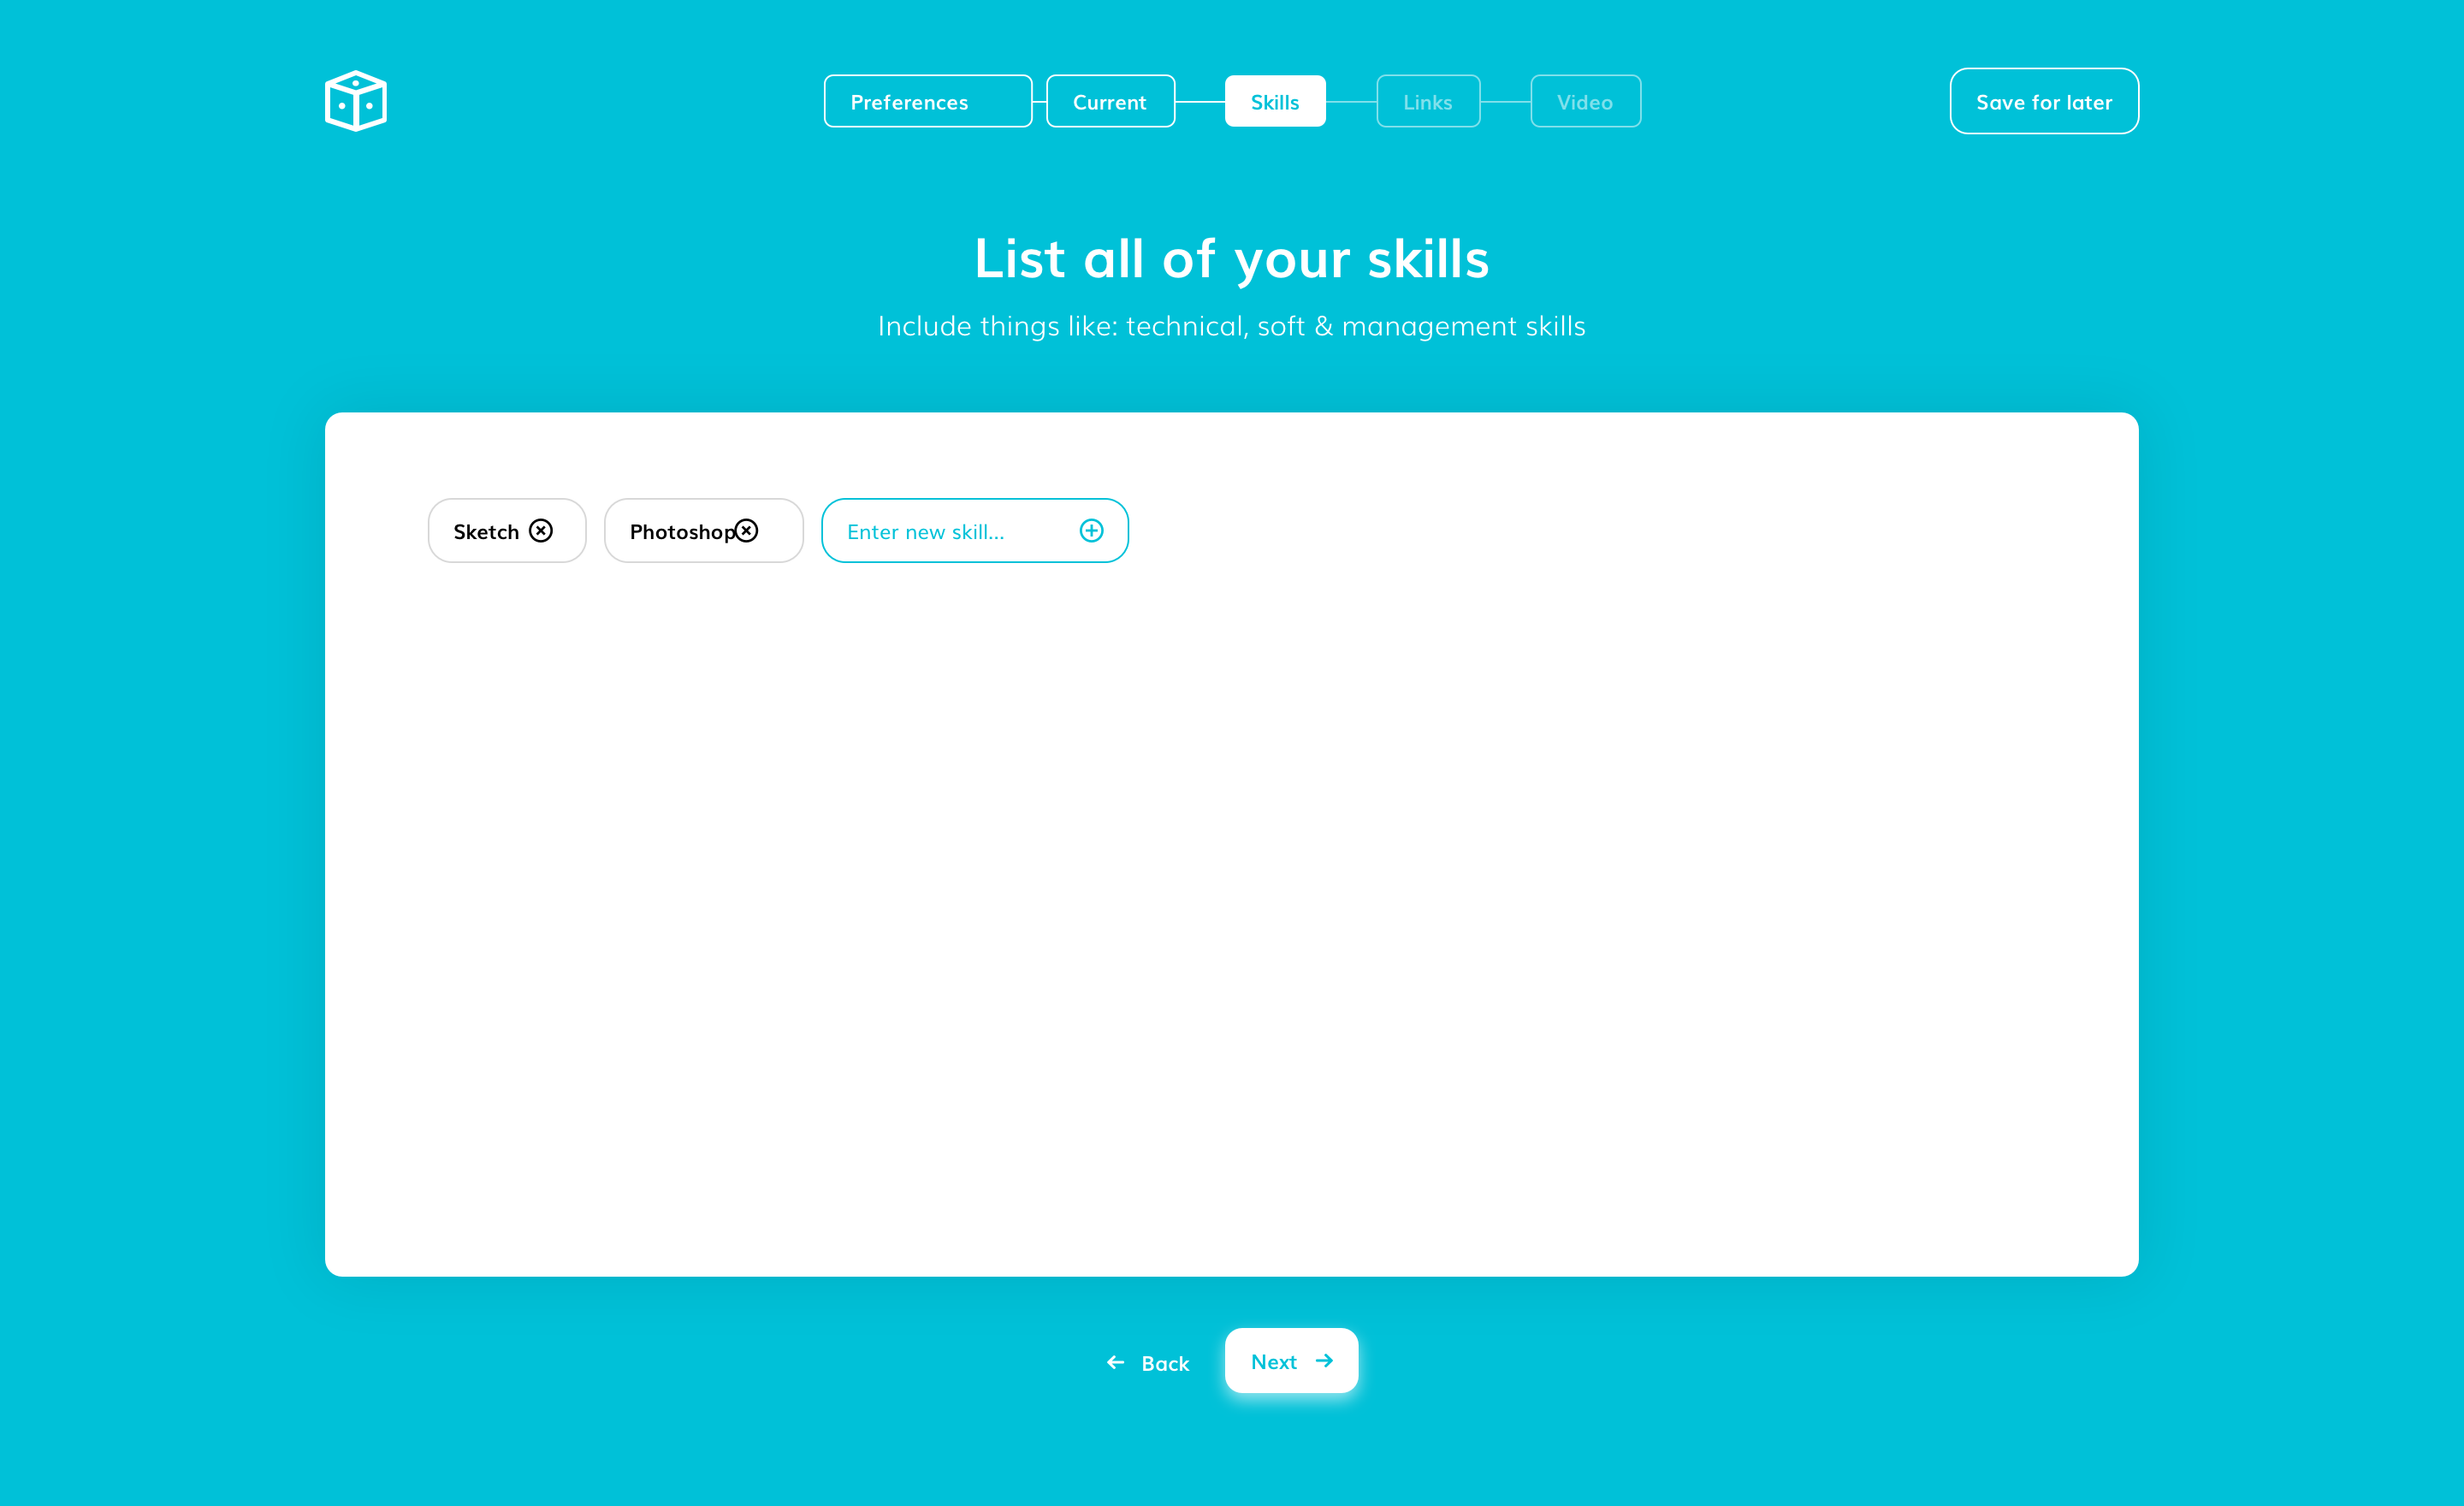 Preferences
Current
Skills
Links
Video
Save for later
List all of your skills
Include things like: technical, soft & management skills
Sketch
Photoshop
Enter new skill...
Back
Next